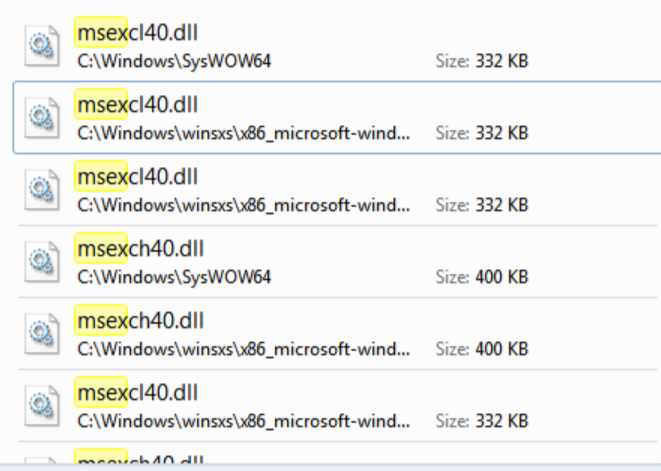 msexcl40.dll
C:\Windows\SysWOW64 Size: 332 KB
msexcl40.dll
C:\Windows\winsxs\x86_microsoft-wind... Size: 332 KB
msexcl40.dll
C:\Windows\winsxs\x86_microsoft-wind... Size: 332 KB
msexch40.dll
C:\Windows\SysWOW64 Size: 400 KB
msexch40.dll
C:\Windows\winsxs\x86_microsoft-wind... Size: 400 KB
msexcl40.dll
C:\Windows\winsxs\x86_microsoft-wind... Size: 332 KB
msexch40.dll